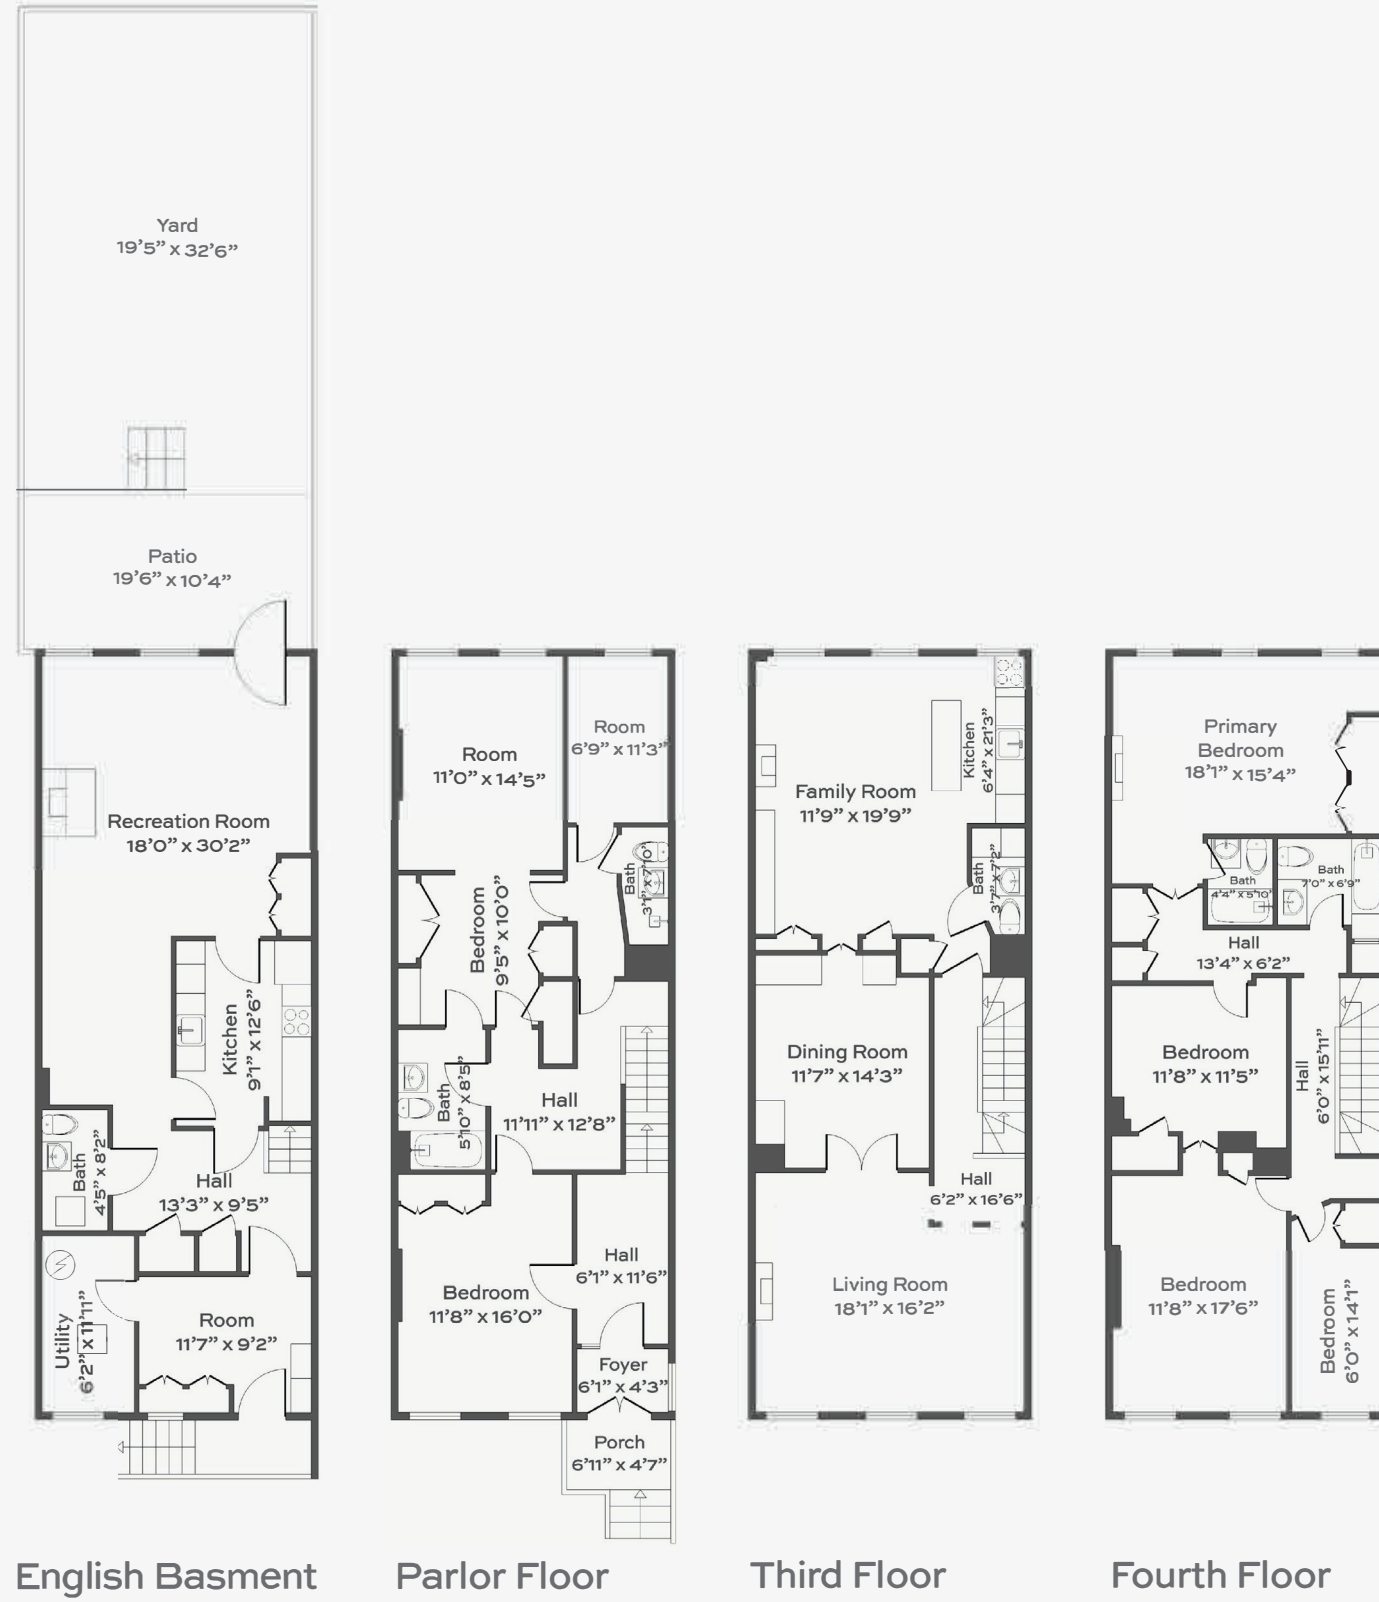 Yard
19’5” x 32’6”
Patio
19’6” x 10’4”
Recreation Room
18’0” x 30’2”
Kitchen
9’1” x 12’6”
Bath
4’5” x 8’2”
Hall
13’3” x 9’5”
Utility
6’2” x 11’11”
Room
11’7” x 9’2”
English Basment
Room
11’0” x 14’5”
Room
6’9” x 11’3”
Bath
3’1” x 7’10”
Bedroom
9’5” x 10’0”
Bath
5’10” x 8’5”
Hall
11’11” x 12’8”
Bedroom
11’8” x 16’0”
Hall
6’1” x 11’6”
Foyer
6’1” x 4’3”
Porch
6’11” x 4’7”
Parlor Floor
Family Room
11’9” x 19’9”
Kitchen
6’4” x 21’3”
Bath
3’7” x 7’2”
Dining Room
11’7” x 14’3”
Hall
6’2” x 16’6”
Living Room
18’1” x 16’2”
Third Floor
Primary
Bedroom
18’1” x 15’4”
Bath
4’4” x 5’10”
Bath
7’0” x 6’9”
Hall
13’4” x 6’2”
Bedroom
11’8” x 11’5”
Hall
6’0” x 15’11”
Bedroom
11’8” x 17’6”
Bedroom
6’0” x 14’1”
Fourth Floor